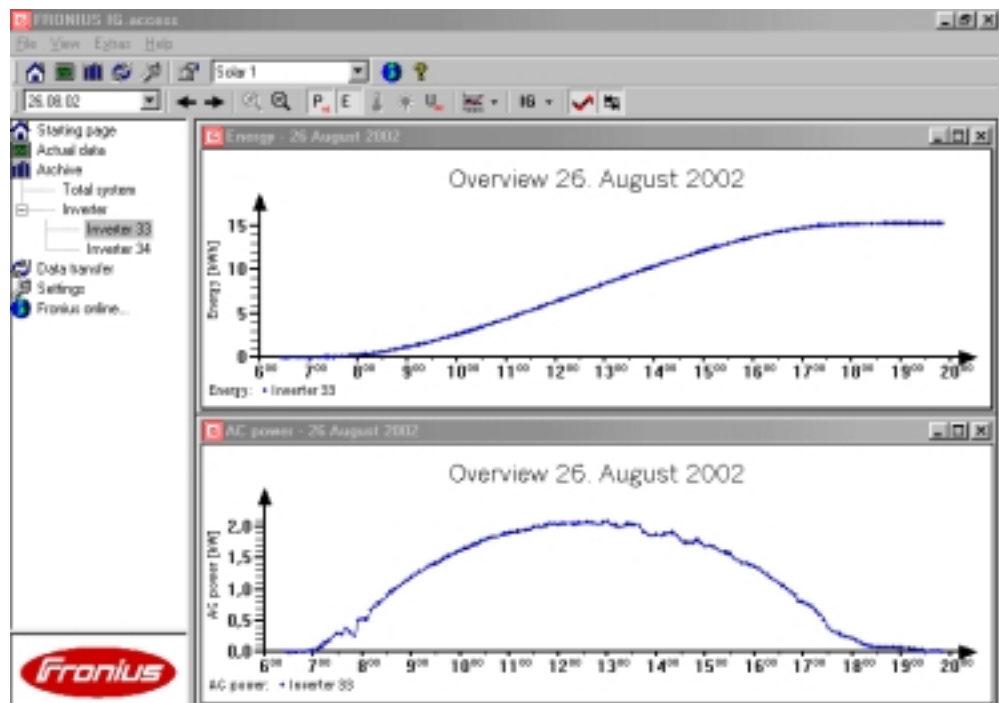 FRONIUS IG.access
File View Extras Help
Solar 1
26.08.02
P E U IG
Starting page
Actual data
Archive
Total system
Inverter
Inverter 33
Inverter 34
Data transfer
Settings
Fronius online...
Fronius
Energy - 26 August 2002
Overview 26. August 2002
Energy [kWh]
15
10
5
0
6⁰⁰ 7⁰⁰ 8⁰⁰ 9⁰⁰ 10⁰⁰ 11⁰⁰ 12⁰⁰ 13⁰⁰ 14⁰⁰ 15⁰⁰ 16⁰⁰ 17⁰⁰ 18⁰⁰ 19⁰⁰ 20⁰⁰
Energy: • Inverter 33
AC power - 26 August 2002
Overview 26. August 2002
AC power [kW]
2,0
1,5
1,0
0,5
0,0
6⁰⁰ 7⁰⁰ 8⁰⁰ 9⁰⁰ 10⁰⁰ 11⁰⁰ 12⁰⁰ 13⁰⁰ 14⁰⁰ 15⁰⁰ 16⁰⁰ 17⁰⁰ 18⁰⁰ 19⁰⁰ 20⁰⁰
AC power: • Inverter 33